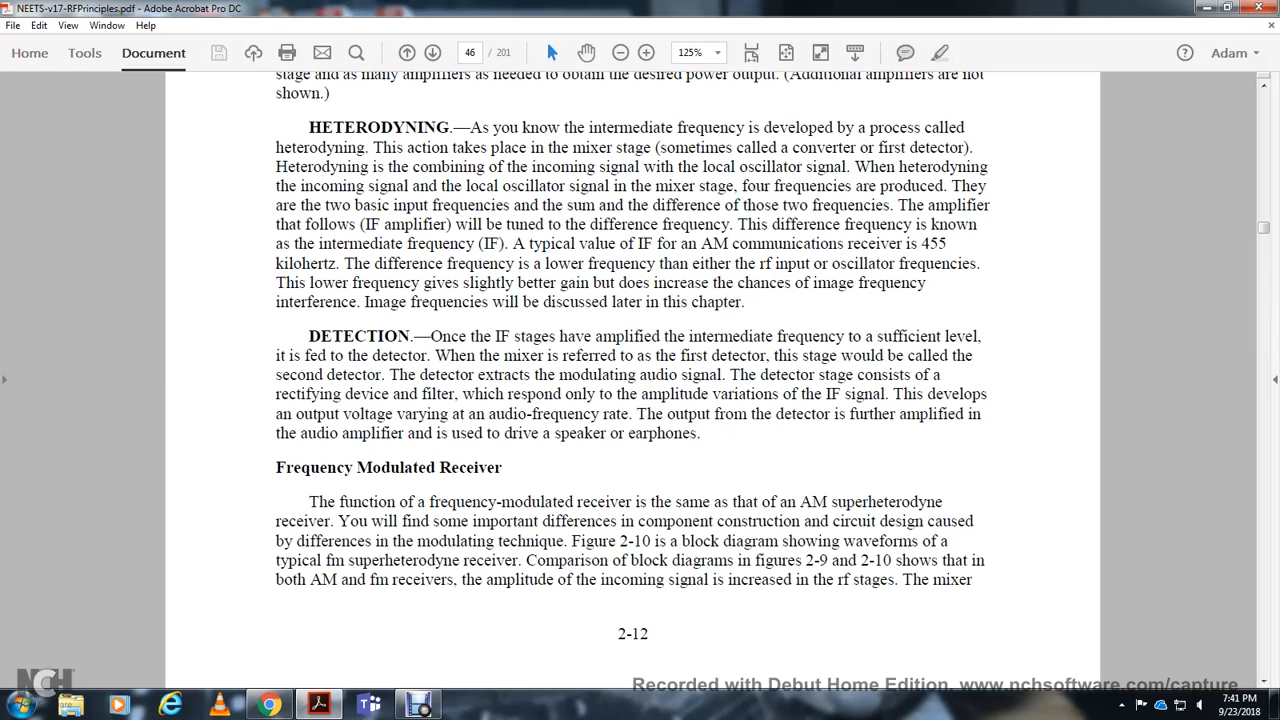 NEETS-v17-RFPrinciples.pdf - Adobe Acrobat Pro DC
File Edit View Window Help
Home Tools Document 46 / 201 125% Adam
stage and as many amplifiers as needed to obtain the desired power output. (Additional amplifiers are not
shown.)
HETERODYNING.—As you know the intermediate frequency is developed by a process called
heterodyning. This action takes place in the mixer stage (sometimes called a converter or first detector).
Heterodyning is the combining of the incoming signal with the local oscillator signal. When heterodyning
the incoming signal and the local oscillator signal in the mixer stage, four frequencies are produced. They
are the two basic input frequencies and the sum and the difference of those two frequencies. The amplifier
that follows (IF amplifier) will be tuned to the difference frequency. This difference frequency is known
as the intermediate frequency (IF). A typical value of IF for an AM communications receiver is 455
kilohertz. The difference frequency is a lower frequency than either the rf input or oscillator frequencies.
This lower frequency gives slightly better gain but does increase the chances of image frequency
interference. Image frequencies will be discussed later in this chapter.
DETECTION.—Once the IF stages have amplified the intermediate frequency to a sufficient level,
it is fed to the detector. When the mixer is referred to as the first detector, this stage would be called the
second detector. The detector extracts the modulating audio signal. The detector stage consists of a
rectifying device and filter, which respond only to the amplitude variations of the IF signal. This develops
an output voltage varying at an audio-frequency rate. The output from the detector is further amplified in
the audio amplifier and is used to drive a speaker or earphones.
Frequency Modulated Receiver
The function of a frequency-modulated receiver is the same as that of an AM superheterodyne
receiver. You will find some important differences in component construction and circuit design caused
by differences in the modulating technique. Figure 2-10 is a block diagram showing waveforms of a
typical fm superheterodyne receiver. Comparison of block diagrams in figures 2-9 and 2-10 shows that in
both AM and fm receivers, the amplitude of the incoming signal is increased in the rf stages. The mixer
2-12
NCH
Recorded with Debut Home Edition. www.nchsoftware.com/capture
7:41 PM
9/23/2018